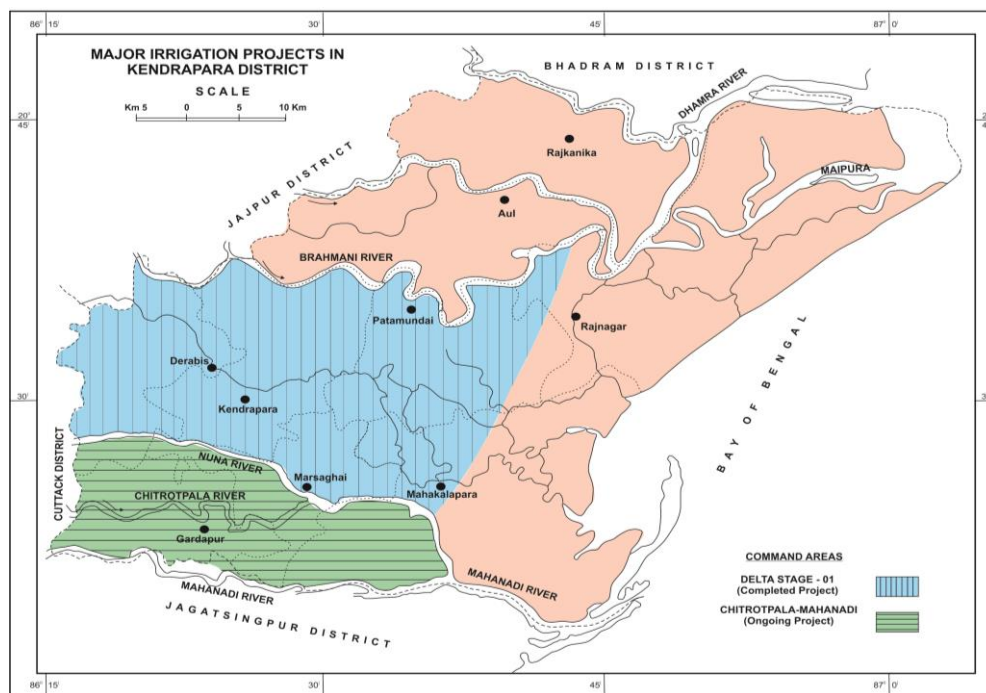 86° 15'
30'
45'
87° 0'
MAJOR IRRIGATION PROJECTS IN
KENDRAPARA DISTRICT
SCALE
Km 5 0 5 10 Km
BHADRAM DISTRICT
DHAMRA RIVER
20°
45'
Rajkanika
MAIPURA
JAJPUR DISTRICT
Aul
BRAHMANI RIVER
Patamundai
Rajnagar
Derabis
Kendrapara
30'
BAY OF BENGAL
CUTTACK DISTRICT
NUNA RIVER
Marsaghai
Mahakalapara
CHITROTPALA RIVER
Gardapur
MAHANADI RIVER
MAHANADI RIVER
JAGATSINGPUR DISTRICT
COMMAND AREAS
DELTA STAGE - 01
(Completed Project)
CHITROTPALA-MAHANADI
(Ongoing Project)
86° 15'
30'
45'
87° 0'